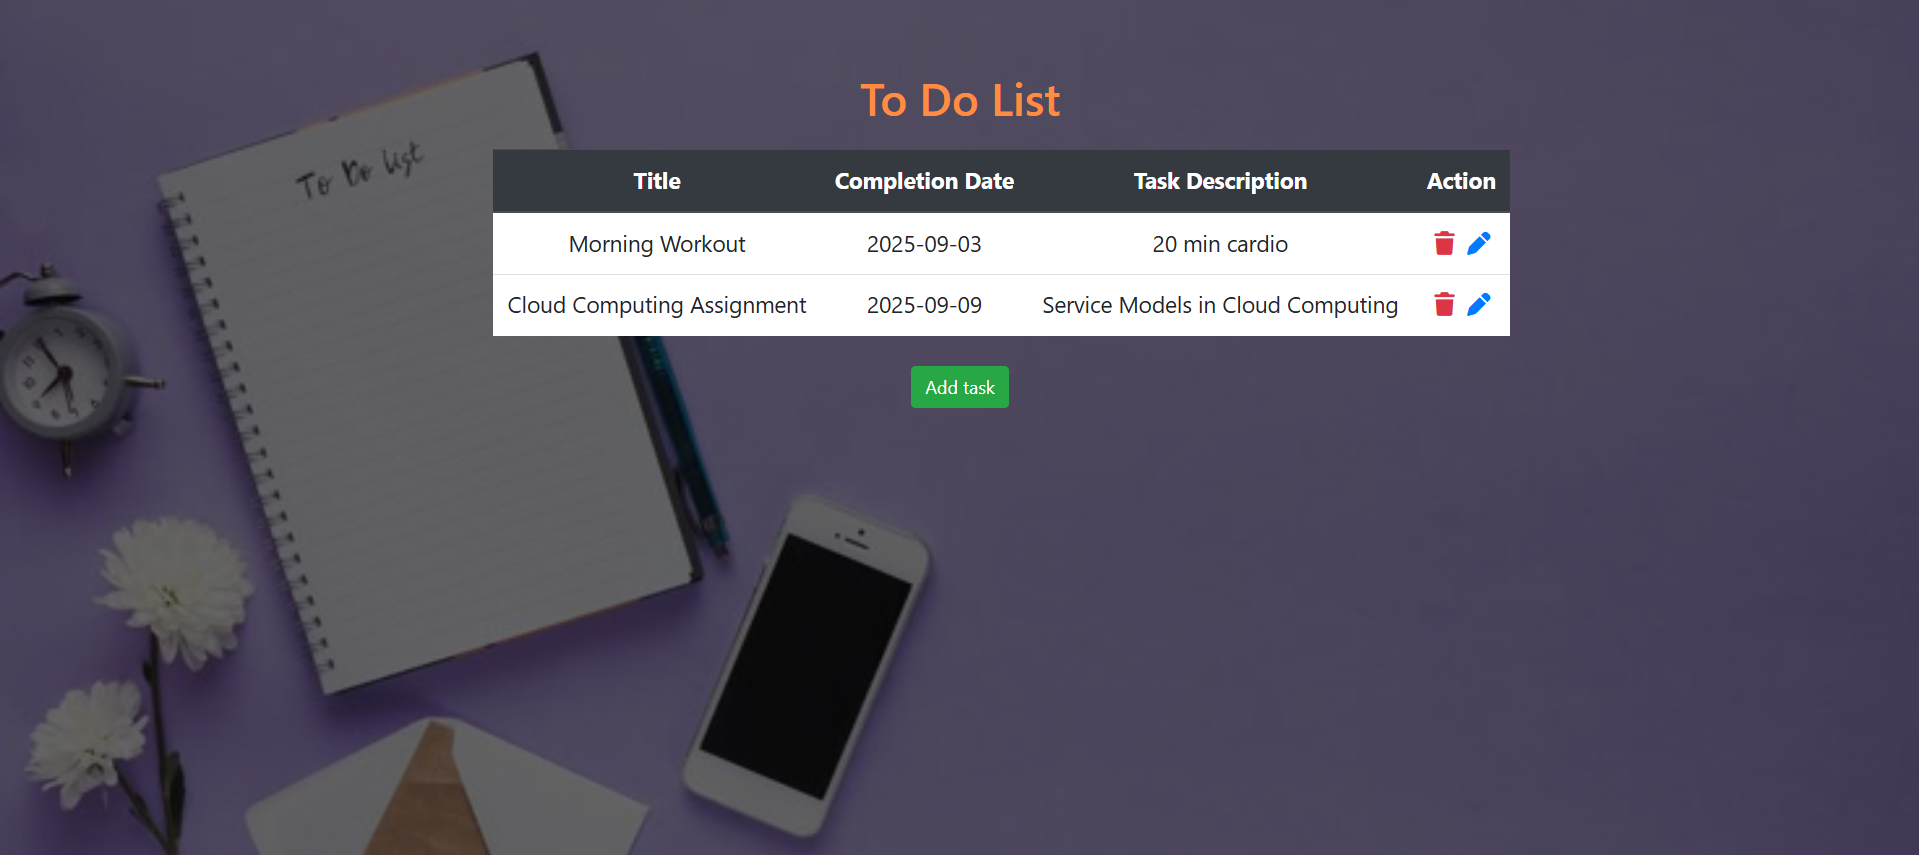 To Do List
To Do List
Title Completion Date Task Description Action
Morning Workout 2025-09-03 20 min cardio
Cloud Computing Assignment 2025-09-09 Service Models in Cloud Computing
Add task